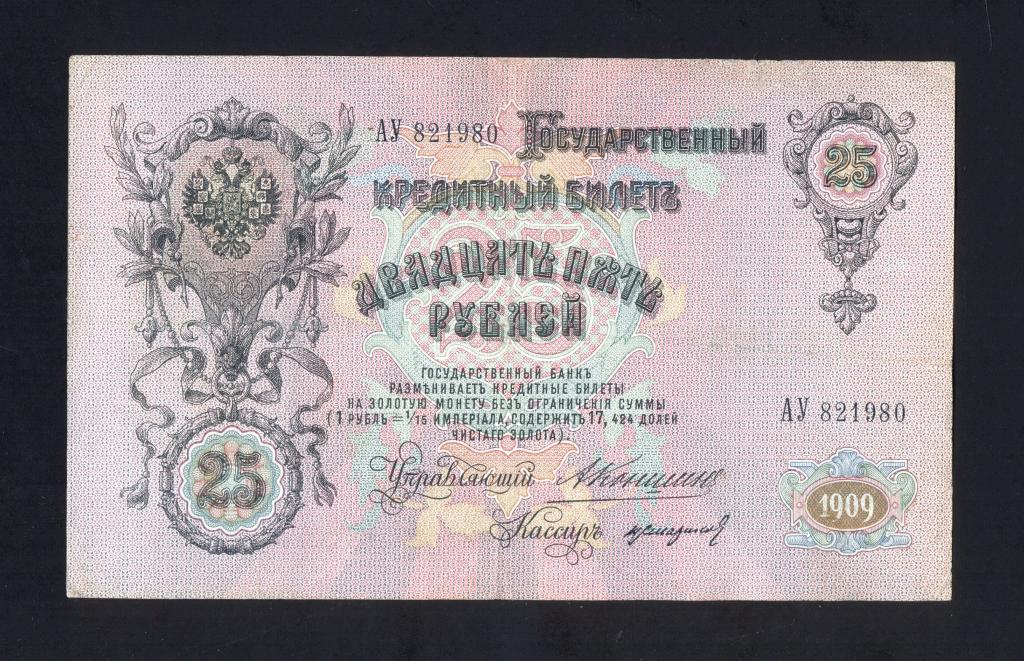 АУ 821980
Государственный
25
Кредитный Билетъ
25
Двадцать пять
рублей
Государственный банкъ
размѣниваетъ кредитные билеты
на золотую монету безъ ограниченія суммы
(1 рубль = 1/15 имперіала, содержитъ 17,424 долей
чистаго золота).
АУ 821980
Управляющій
25
1909
Кассиръ